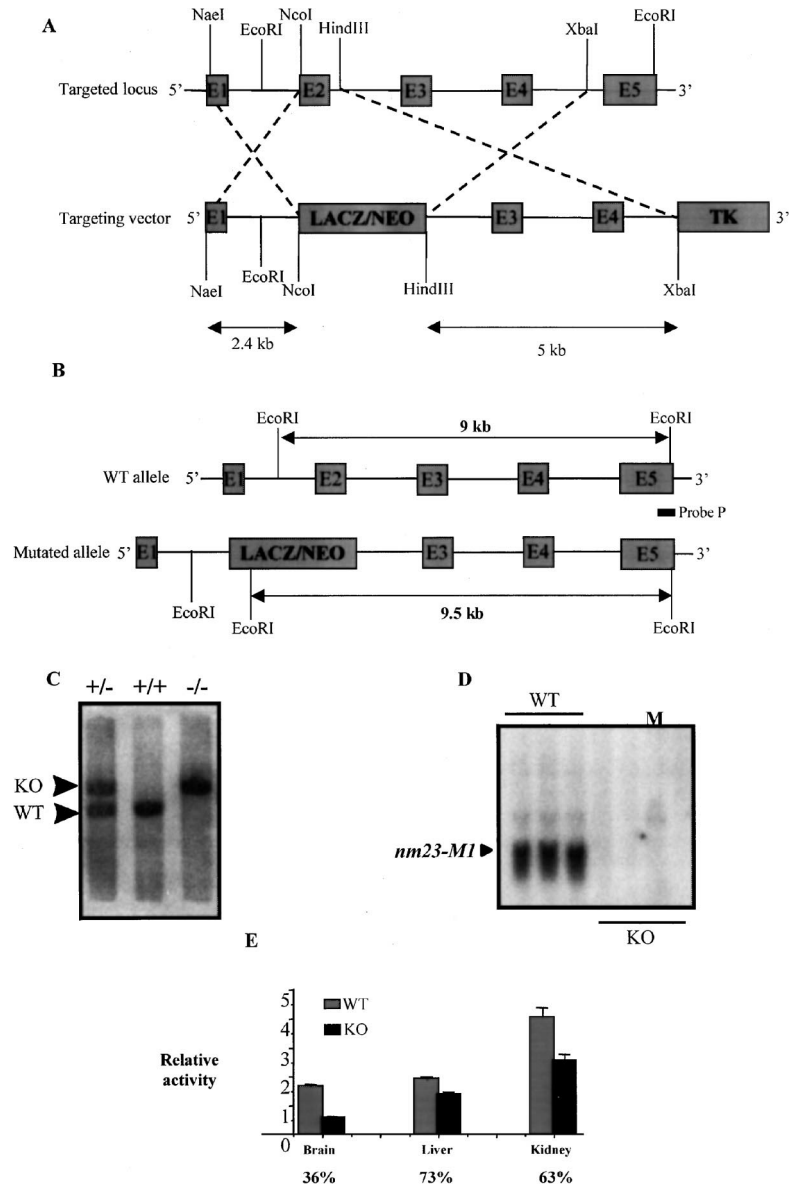 A
NaeI EcoRI NcoI HindIII XbaI EcoRI
Targeted locus 5’ E1 E2 E3 E4 E5 3’
Targeting vector E1 LACZ/NEO E3 E4 TK 3’
NaeI EcoRI NcoI HindIII XbaI
2.4 kb 5 kb
B
EcoRI 9 kb EcoRI
WT allele 5’ E1 E2 E3 E4 E5 3’
Probe P
Mutated allele 5’ E1 LACZ/NEO E3 E4 E5 3’
EcoRI EcoRI 9.5 kb EcoRI
C
+/- +/+ -/-
KO
WT
D
WT M
nm23-M1
KO
E
5
4
3
2
1
0
WT
KO
Relative
activity
Brain Liver Kidney
36% 73% 63%